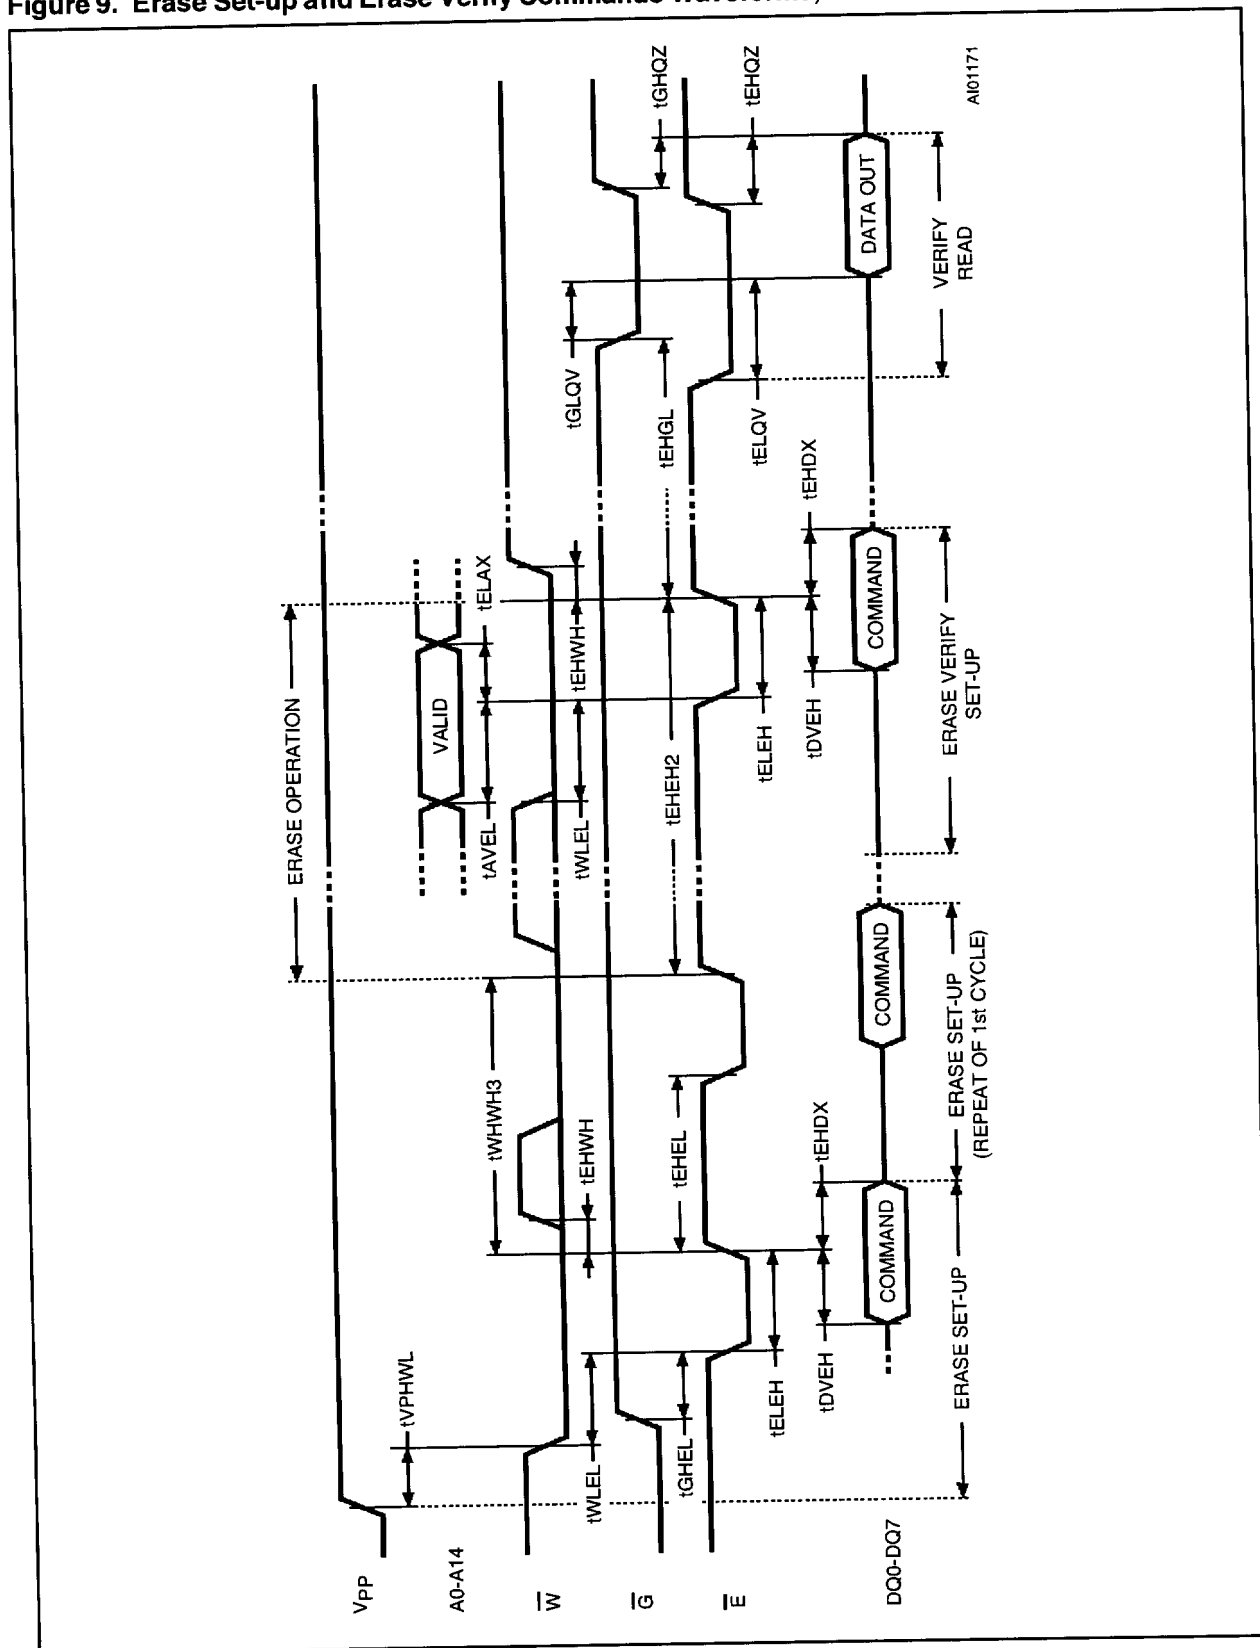 Figure 9. Erase Set-up and Erase Verify Commands Waveforms,
VPP
A0-A14
W
G
E
DQ0-DQ7
tVPHWL
ERASE OPERATION
VALID
tAVEL
tELAX
tWHWH3
tWLEL
tEHWH
tWLEL
tEHWH
tGLQV
tGHEL
tEHEL
tEHEH2
tEHGL
tGHQZ
tELEH
tELEH
tELQV
tEHQZ
tDVEH
tEHDX
tDVEH
tEHDX
COMMAND
COMMAND
COMMAND
DATA OUT
ERASE SET-UP
ERASE SET-UP
(REPEAT OF 1st CYCLE)
ERASE VERIFY
SET-UP
VERIFY
READ
AI01171